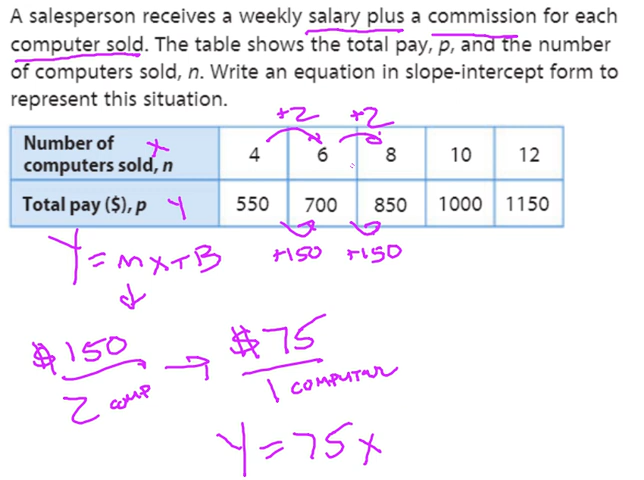 A salesperson receives a weekly salary plus a commission for each
computer sold. The table shows the total pay, p, and the number
of computers sold, n. Write an equation in slope-intercept form to
represent this situation.
+2 +2
Number of computers sold, n x 4 6 8 10 12
Total pay ($), p y 550 700 850 1000 1150
+150 +150
Y = mx+B
$150 / 2 comp → $75 / 1 COMPUTER
Y=75x